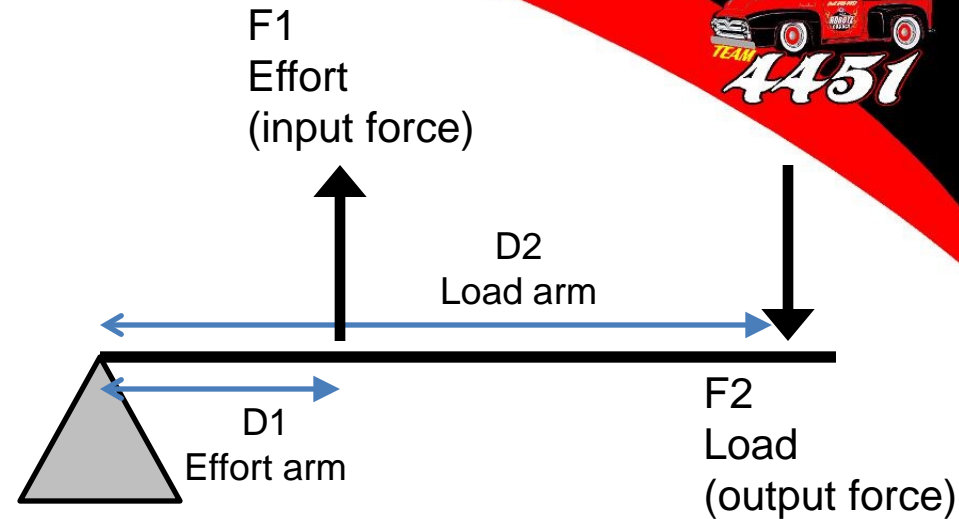 F1
Effort
(input force)
TEAM
4451
D2
Load arm
D1
Effort arm
F2
Load
(output force)